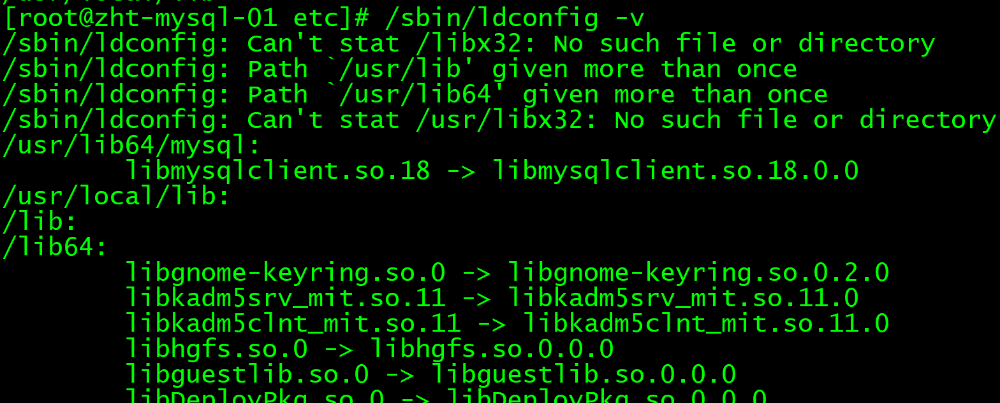 [root@zht-mysql-01 etc]# /sbin/ldconfig -v
/sbin/ldconfig: Can't stat /libx32: No such file or directory
/sbin/ldconfig: Path `/usr/lib' given more than once
/sbin/ldconfig: Path `/usr/lib64' given more than once
/sbin/ldconfig: Can't stat /usr/libx32: No such file or directory
/usr/lib64/mysql:
libmysqlclient.so.18 -> libmysqlclient.so.18.0.0
/usr/local/lib:
/lib:
/lib64:
libgnome-keyring.so.0 -> libgnome-keyring.so.0.2.0
libkadm5srv_mit.so.11 -> libkadm5srv_mit.so.11.0
libkadm5clnt_mit.so.11 -> libkadm5clnt_mit.so.11.0
libhgfs.so.0 -> libhgfs.so.0.0.0
libguestlib.so.0 -> libguestlib.so.0.0.0
libDeployPkg.so.0 -> libDeployPkg.so.0.0.0